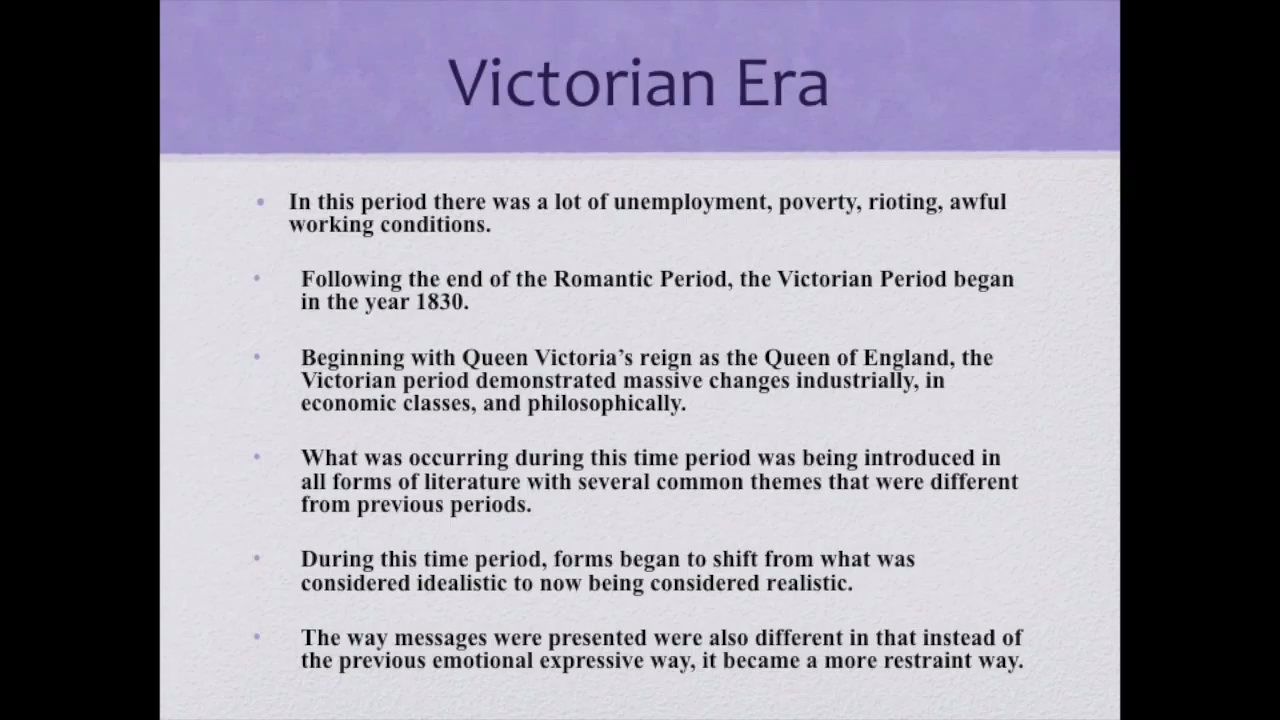 Victorian Era
• In this period there was a lot of unemployment, poverty, rioting, awful
working conditions.
• Following the end of the Romantic Period, the Victorian Period began
in the year 1830.
• Beginning with Queen Victoria’s reign as the Queen of England, the
Victorian period demonstrated massive changes industrially, in
economic classes, and philosophically.
• What was occurring during this time period was being introduced in
all forms of literature with several common themes that were different
from previous periods.
• During this time period, forms began to shift from what was
considered idealistic to now being considered realistic.
• The way messages were presented were also different in that instead of
the previous emotional expressive way, it became a more restraint way.